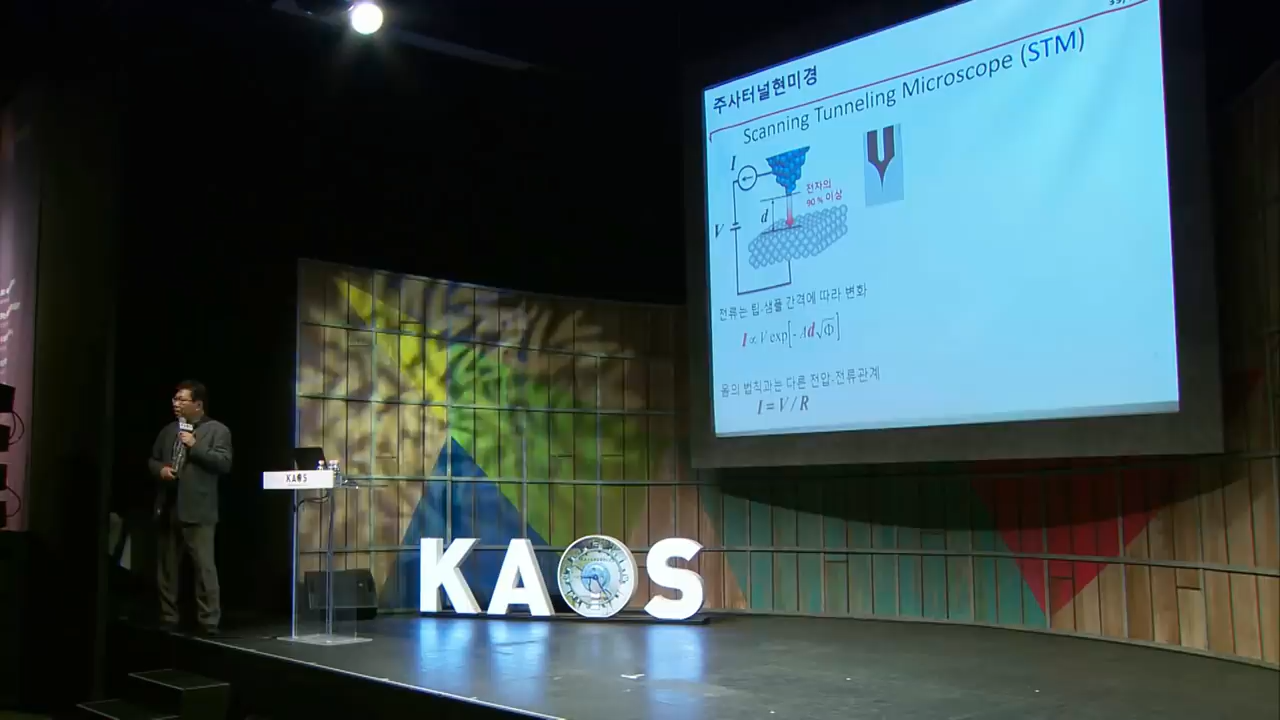 주사터널현미경
Scanning Tunneling Microscope (STM)
I
전자의
90 % 이상
d
V
전류는 팁-샘플 간격에 따라 변화
I ∝ V exp[- Ad√Φ]
옴의 법칙과는 다른 전압-전류관계
I = V / R
KAOS
KAOS